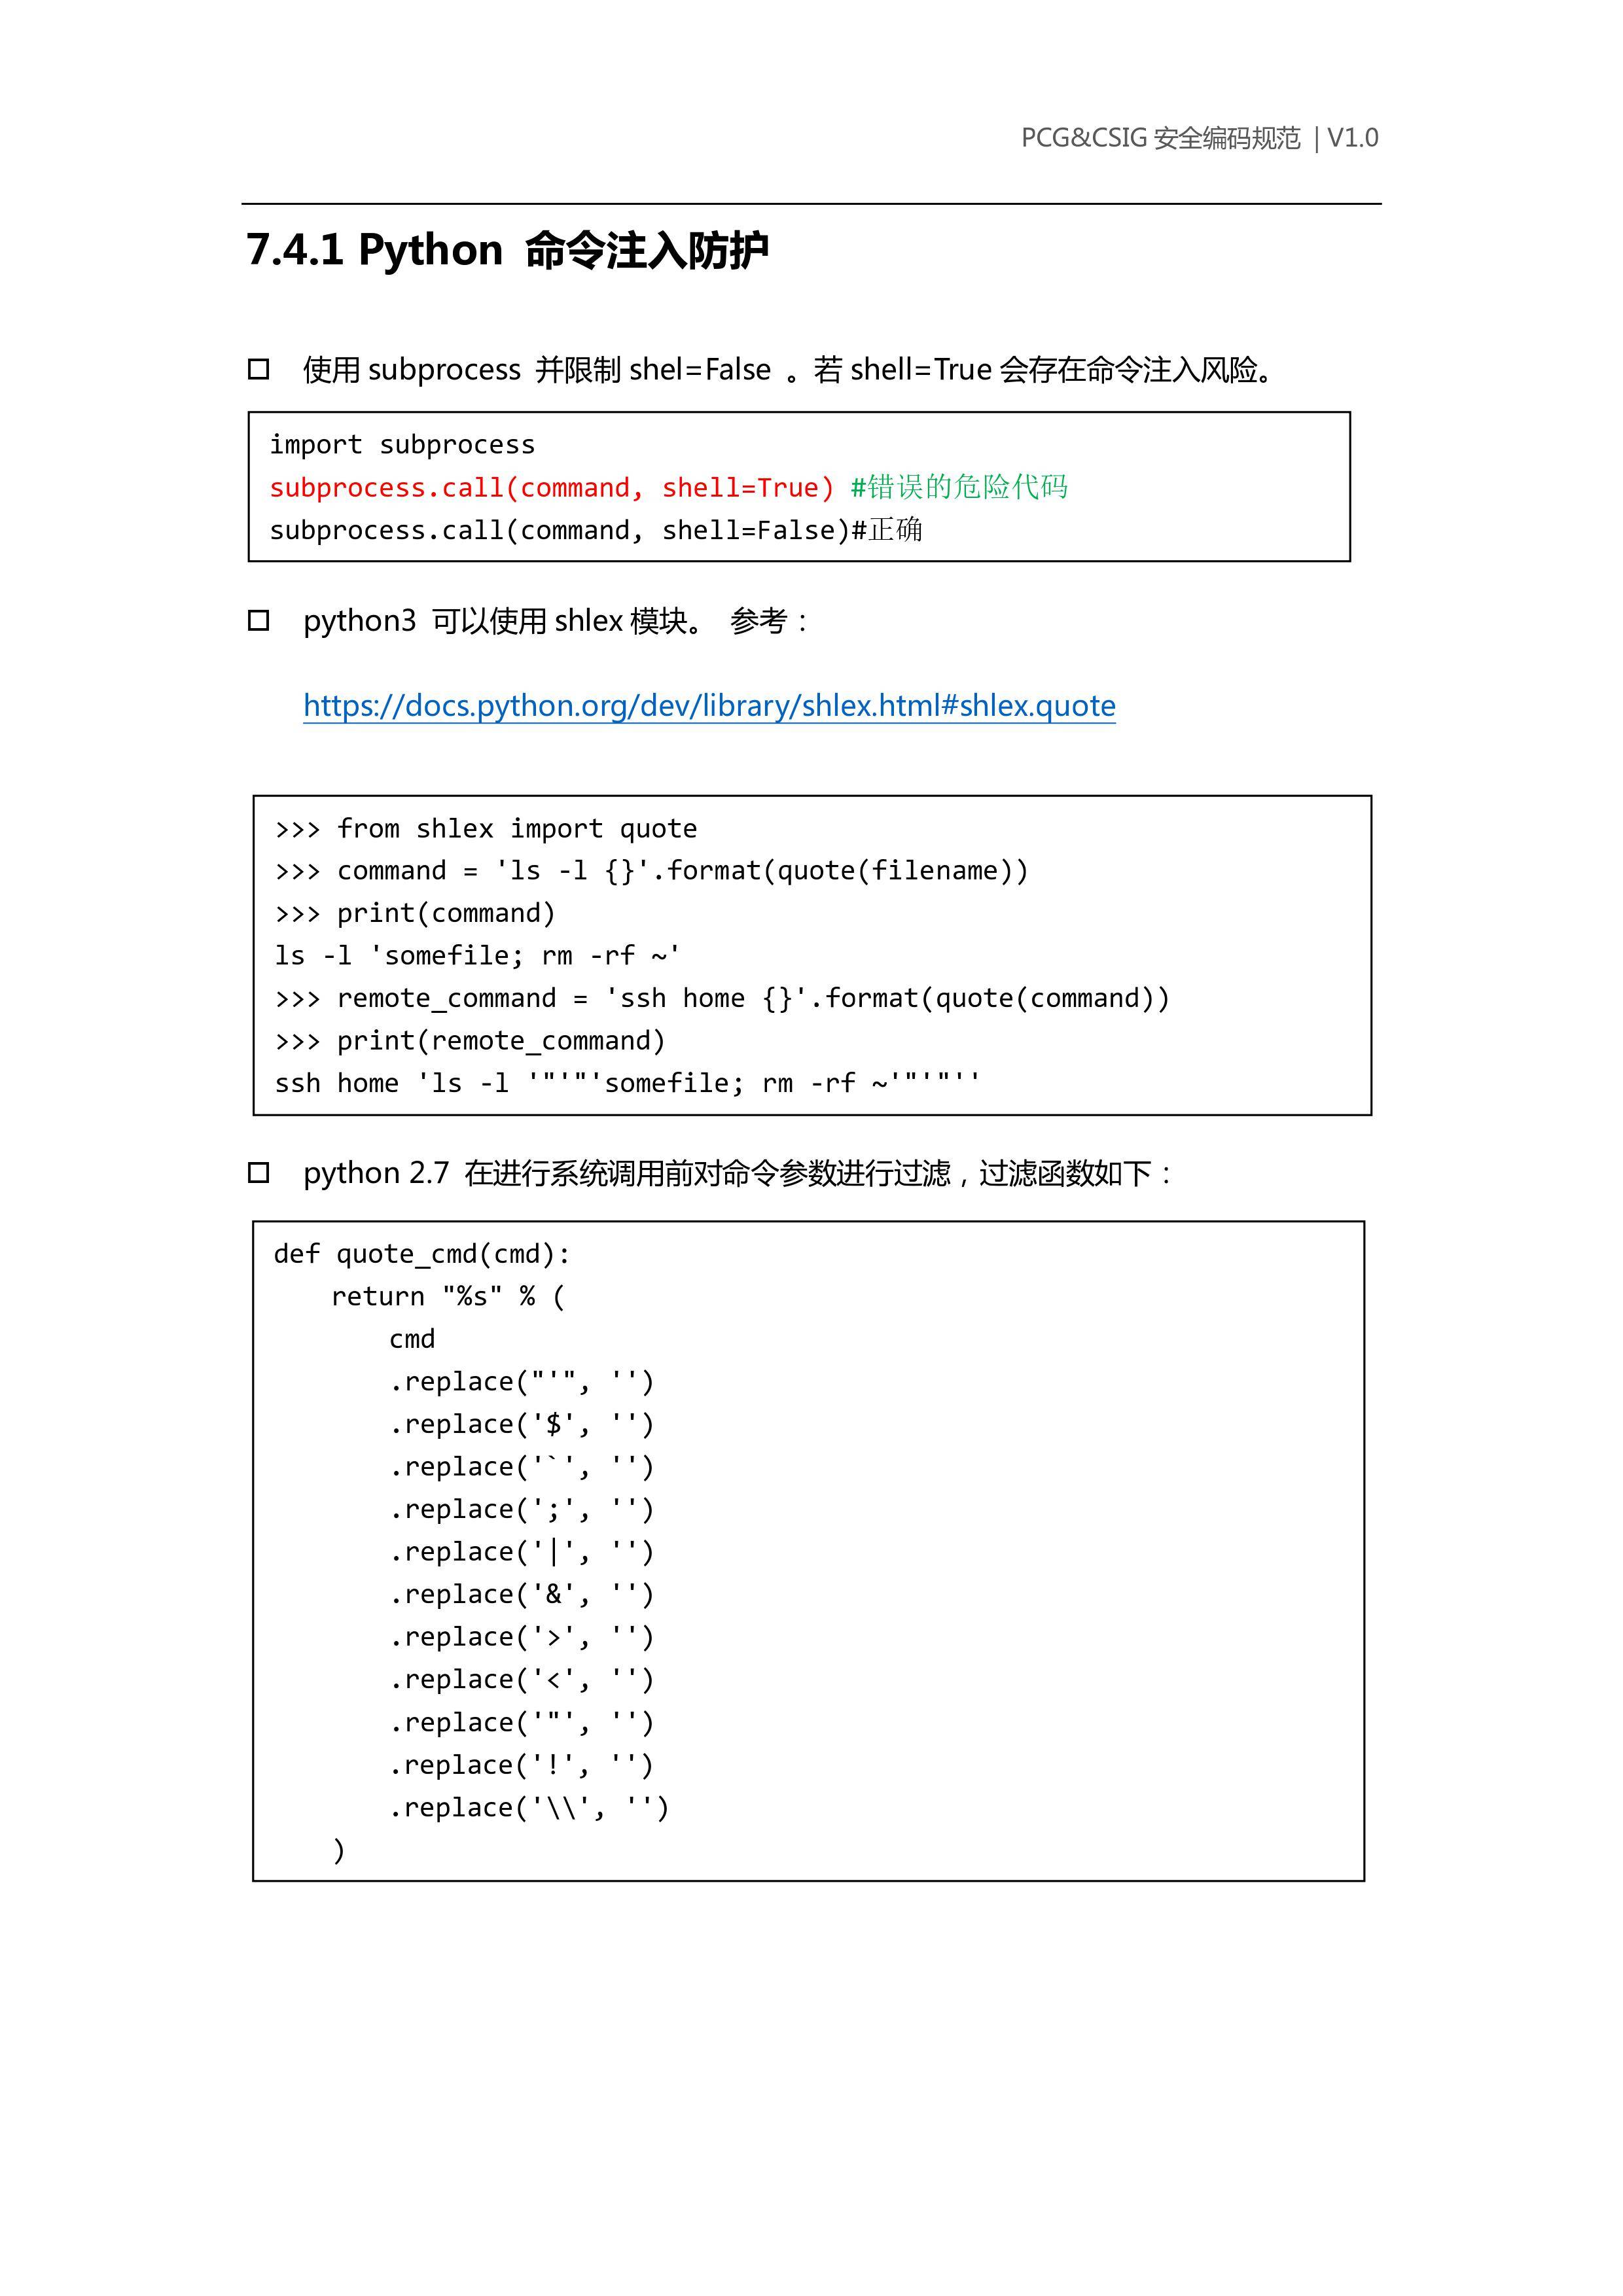 PCG&CSIG 安全编码规范 | V1.0
7.4.1 Python 命令注入防护
使用 subprocess 并限制 shel=False 。若 shell=True 会存在命令注入风险。
import subprocess
subprocess.call(command, shell=True) #错误的危险代码
subprocess.call(command, shell=False)#正确
python3 可以使用 shlex 模块。 参考：
https://docs.python.org/dev/library/shlex.html#shlex.quote
>>> from shlex import quote
>>> command = 'ls -l {}'.format(quote(filename))
>>> print(command)
ls -l 'somefile; rm -rf ~'
>>> remote_command = 'ssh home {}'.format(quote(command))
>>> print(remote_command)
ssh home 'ls -l '"'"'somefile; rm -rf ~'"'"''
python 2.7 在进行系统调用前对命令参数进行过滤，过滤函数如下：
def quote_cmd(cmd):
return "%s" % (
cmd
.replace("'", '')
.replace('$', '')
.replace('`', '')
.replace(';', '')
.replace('|', '')
.replace('&', '')
.replace('>', '')
.replace('<', '')
.replace('"', '')
.replace('!', '')
.replace('\\', '')
)